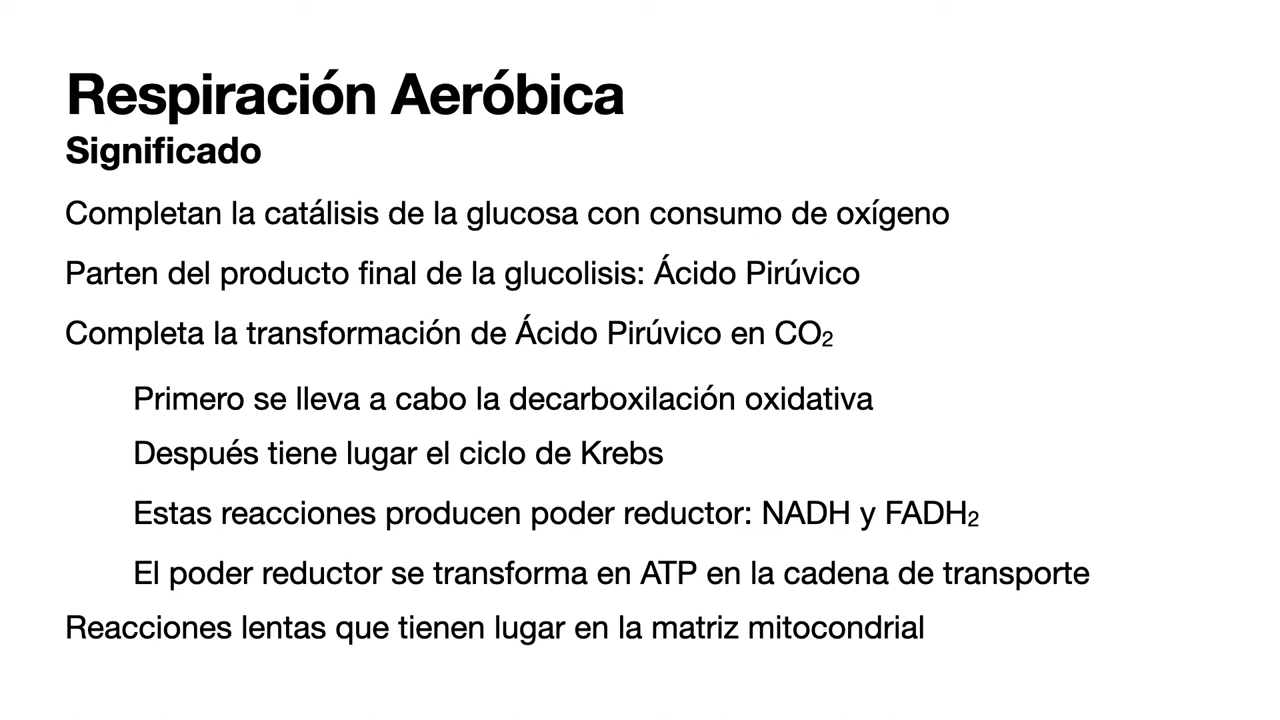 Respiración Aeróbica
Significado
Completan la catálisis de la glucosa con consumo de oxígeno
Parten del producto final de la glucolisis: Ácido Pirúvico
Completa la transformación de Ácido Pirúvico en CO₂
Primero se lleva a cabo la decarboxilación oxidativa
Después tiene lugar el ciclo de Krebs
Estas reacciones producen poder reductor: NADH y FADH₂
El poder reductor se transforma en ATP en la cadena de transporte
Reacciones lentas que tienen lugar en la matriz mitocondrial